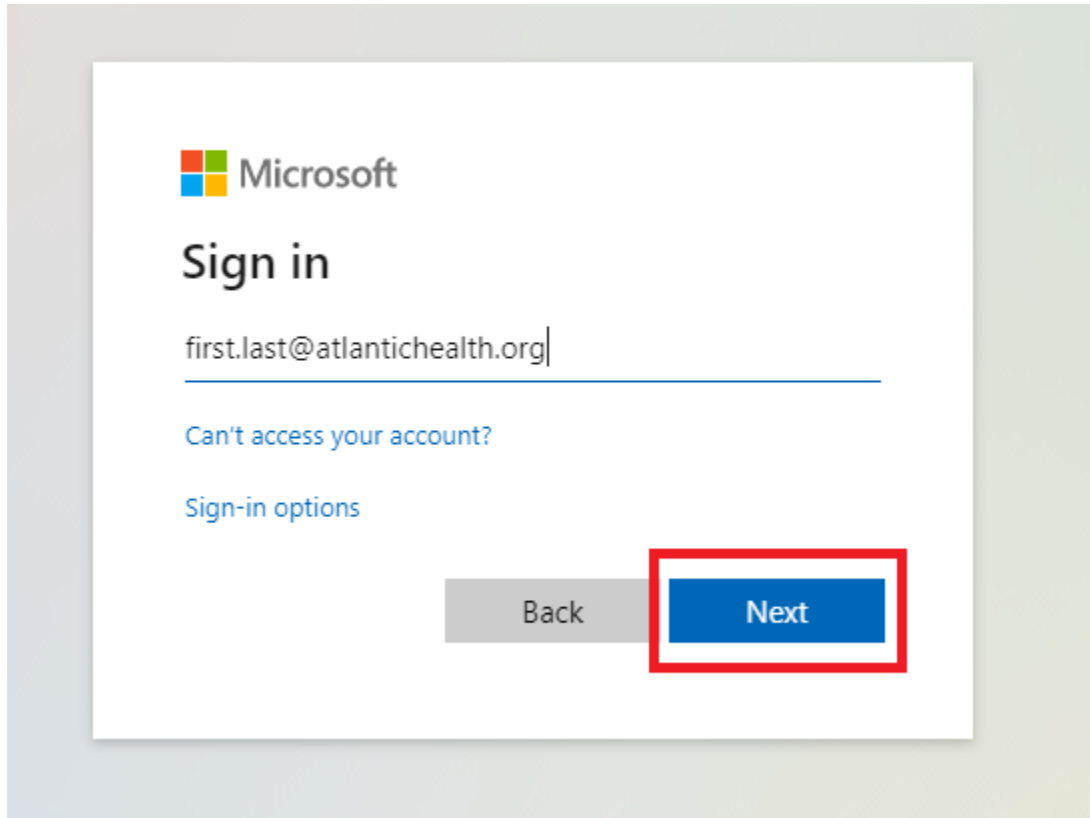 Microsoft
Sign in
first.last@atlantichealth.org
Can't access your account?
Sign-in options
Back
Next